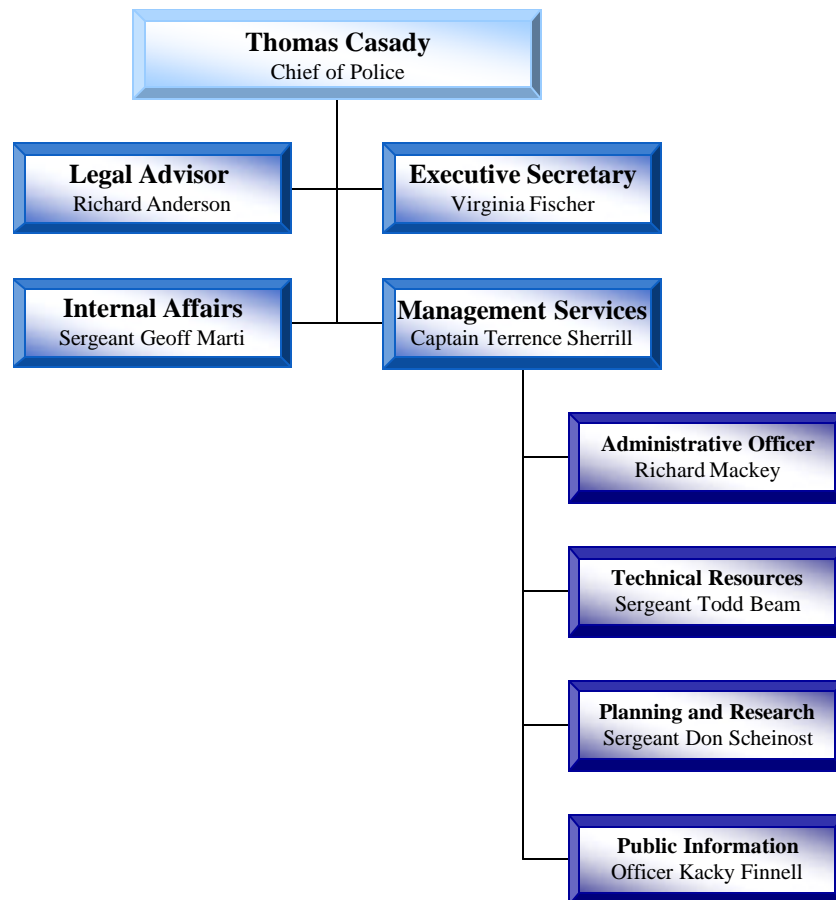 Thomas Casady
Chief of Police
Legal Advisor
Richard Anderson
Executive Secretary
Virginia Fischer
Internal Affairs
Sergeant Geoff Marti
Management Services
Captain Terrence Sherrill
Administrative Officer
Richard Mackey
Technical Resources
Sergeant Todd Beam
Planning and Research
Sergeant Don Scheinost
Public Information
Officer Kacky Finnell